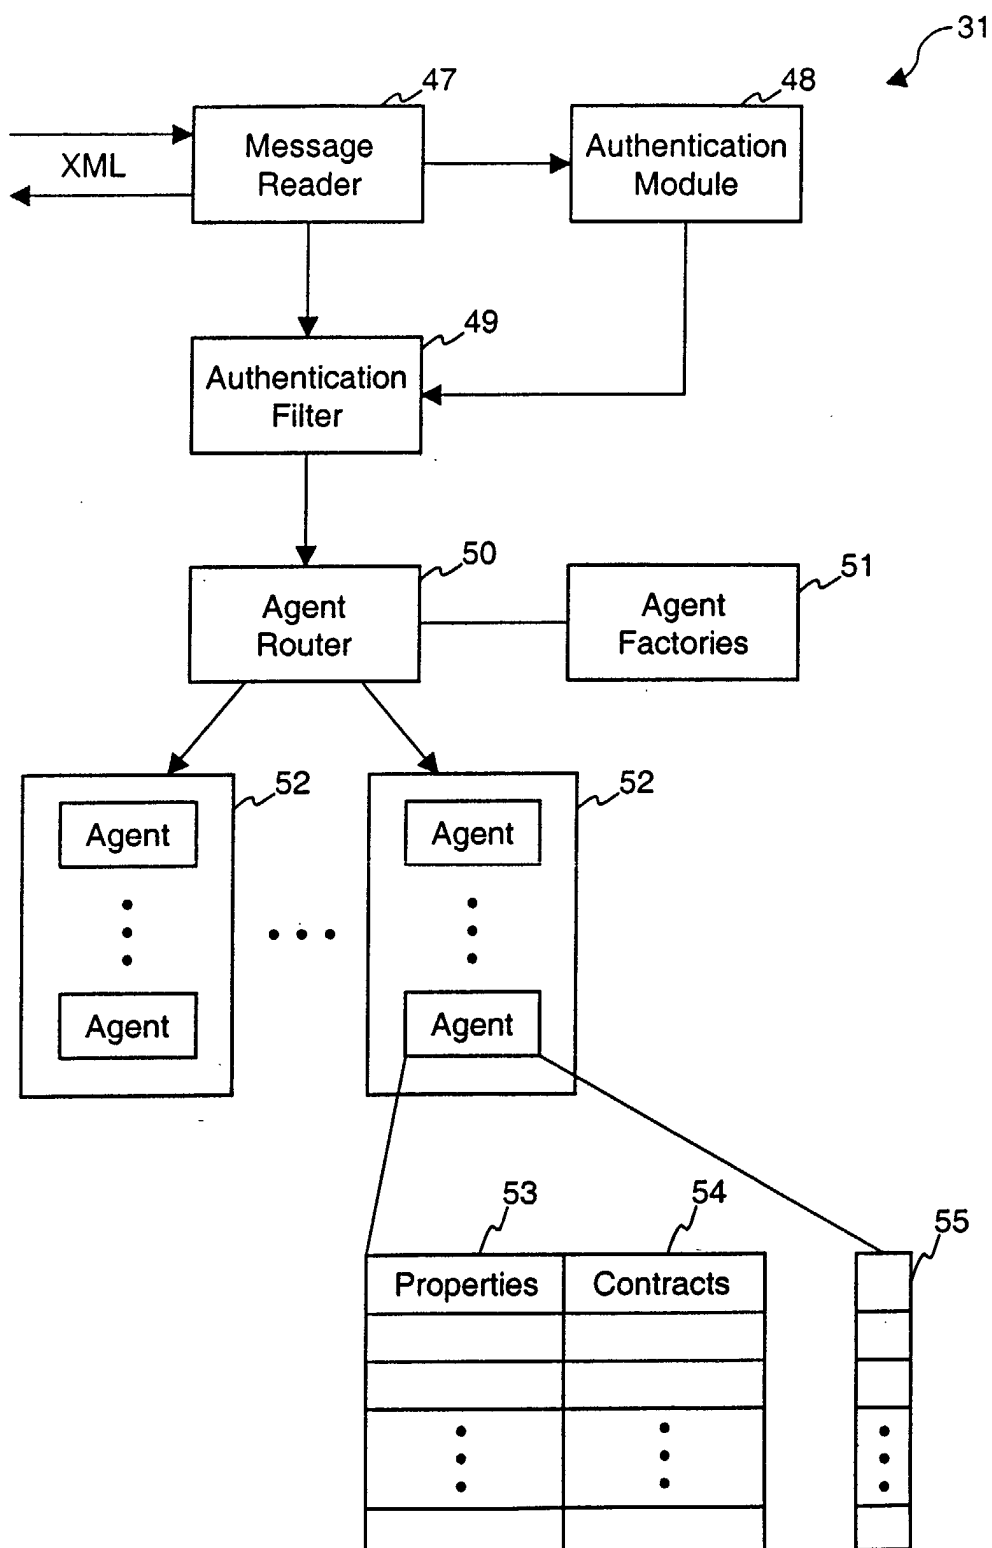 31
47
48
XML
Message
Reader
Authentication
Module
49
Authentication
Filter
50
51
Agent
Router
Agent
Factories
52
52
Agent
Agent
Agent
Agent
53
54
55
Properties
Contracts